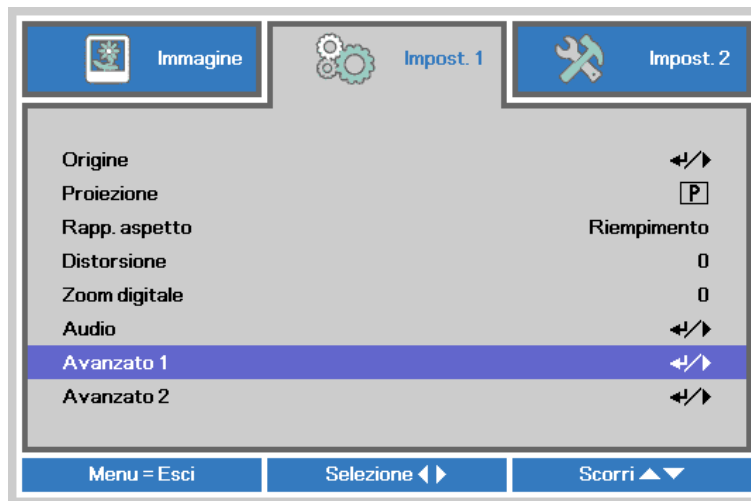 Immagine
Impost. 1
Impost. 2
Origine ↵/▶
Proiezione P
Rapp. aspetto Riempimento
Distorsione 0
Zoom digitale 0
Audio ↵/▶
Avanzato 1 ↵/▶
Avanzato 2 ↵/▶
Menu = Esci
Selezione ◀▶
Scorri ▲▼